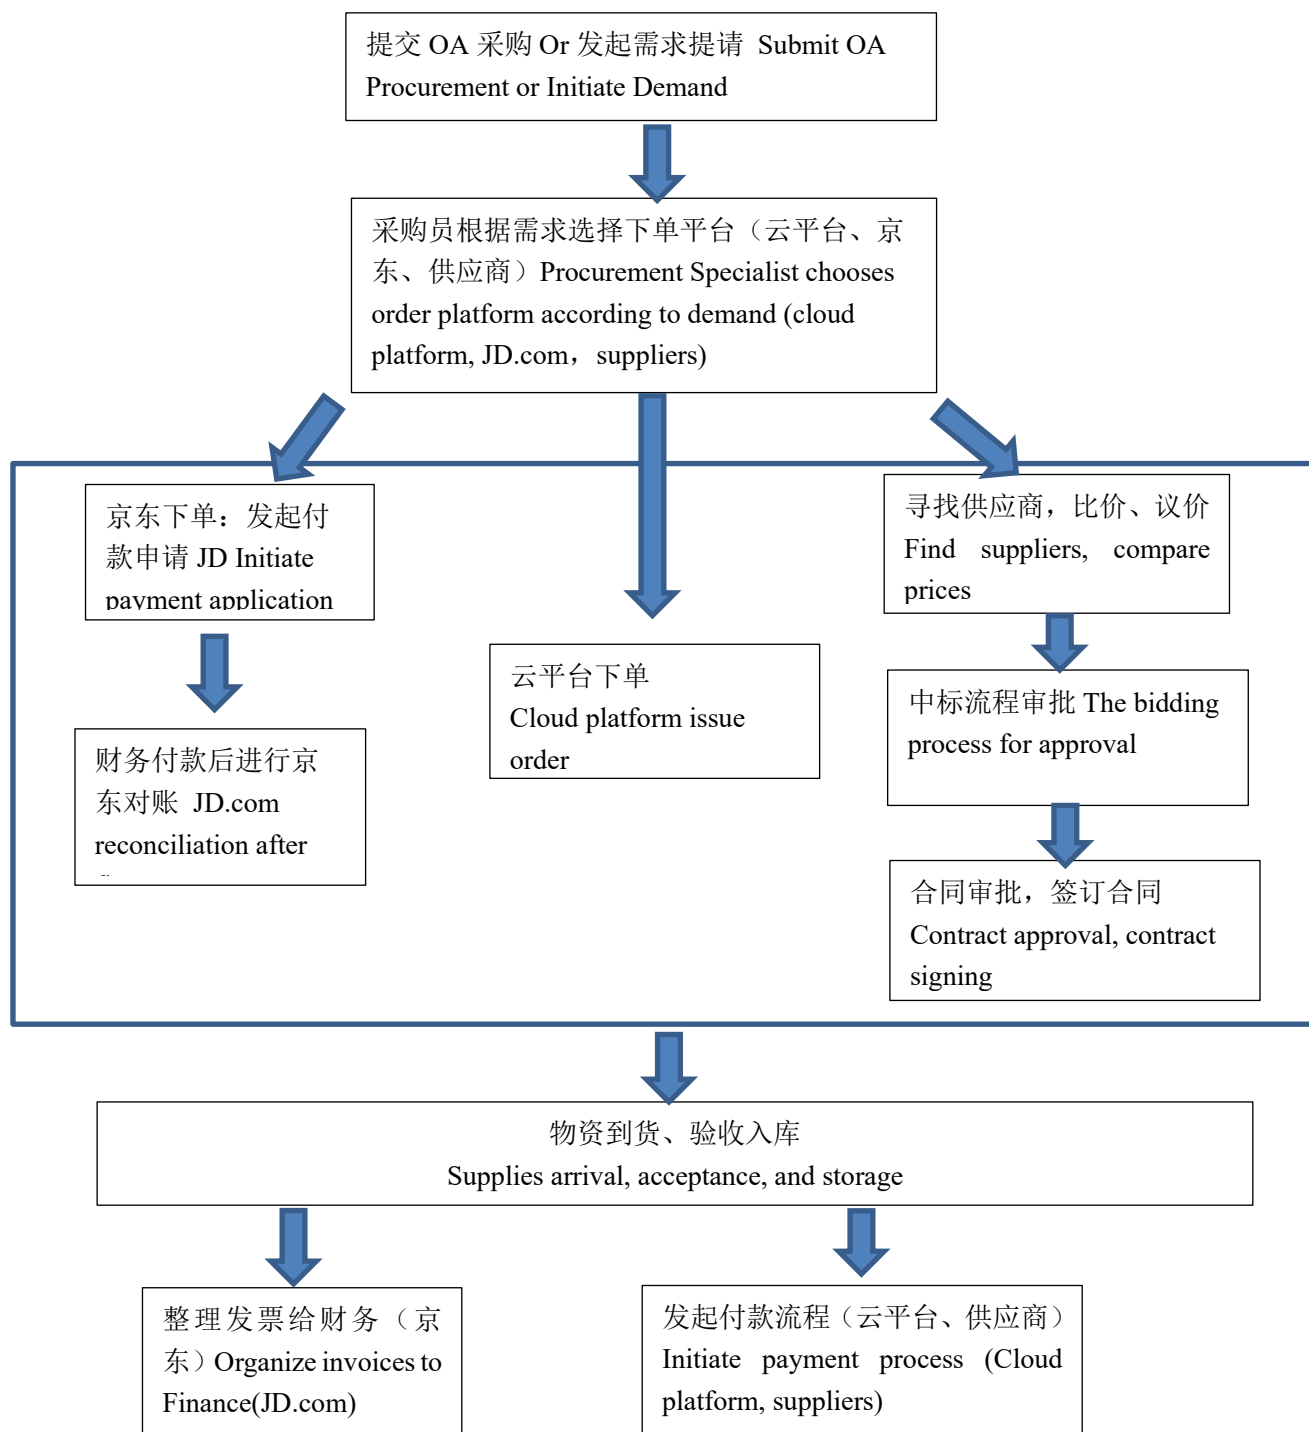 提交 OA 采购 Or 发起需求提请 Submit OA
Procurement or Initiate Demand
采购员根据需求选择下单平台（云平台、京
东、供应商）Procurement Specialist chooses
order platform according to demand (cloud
platform, JD.com，suppliers)
京东下单：发起付
款申请 JD Initiate
payment application
财务付款后进行京
东对账 JD.com
reconciliation after
云平台下单
Cloud platform issue
order
寻找供应商，比价、议价
Find suppliers, compare
prices
中标流程审批 The bidding
process for approval
合同审批，签订合同
Contract approval, contract
signing
物资到货、验收入库
Supplies arrival, acceptance, and storage
整理发票给财务（京
东）Organize invoices to
Finance(JD.com)
发起付款流程（云平台、供应商）
Initiate payment process (Cloud
platform, suppliers)